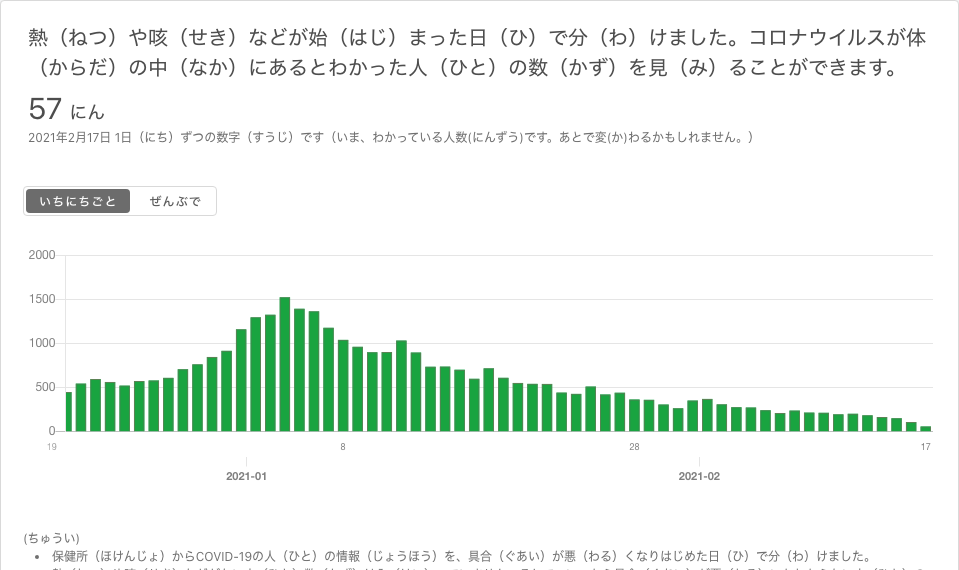 熱（ねつ）や咳（せき）などが始（はじ）まった日（ひ）で分（わ）けました。コロナウイルスが体
（からだ）の中（なか）にあるとわかった人（ひと）の数（かず）を見（み）ることができます。
57 にん
2021年2月17日 1日（にち）ずつの数字（すうじ）です（いま、わかっている人数(にんずう)です。あとで変(か)わるかもしれません。）
いちにちごと ぜんぶで
2000
1500
1000
500
0
19 8 28 17
2021-01 2021-02
(ちゅうい)
• 保健所（ほけんじょ）からCOVID-19の人（ひと）の情報（じょうほう）を、具合（ぐあい）が悪（わる）くなりはじめた日（ひ）で分（わ）けました。